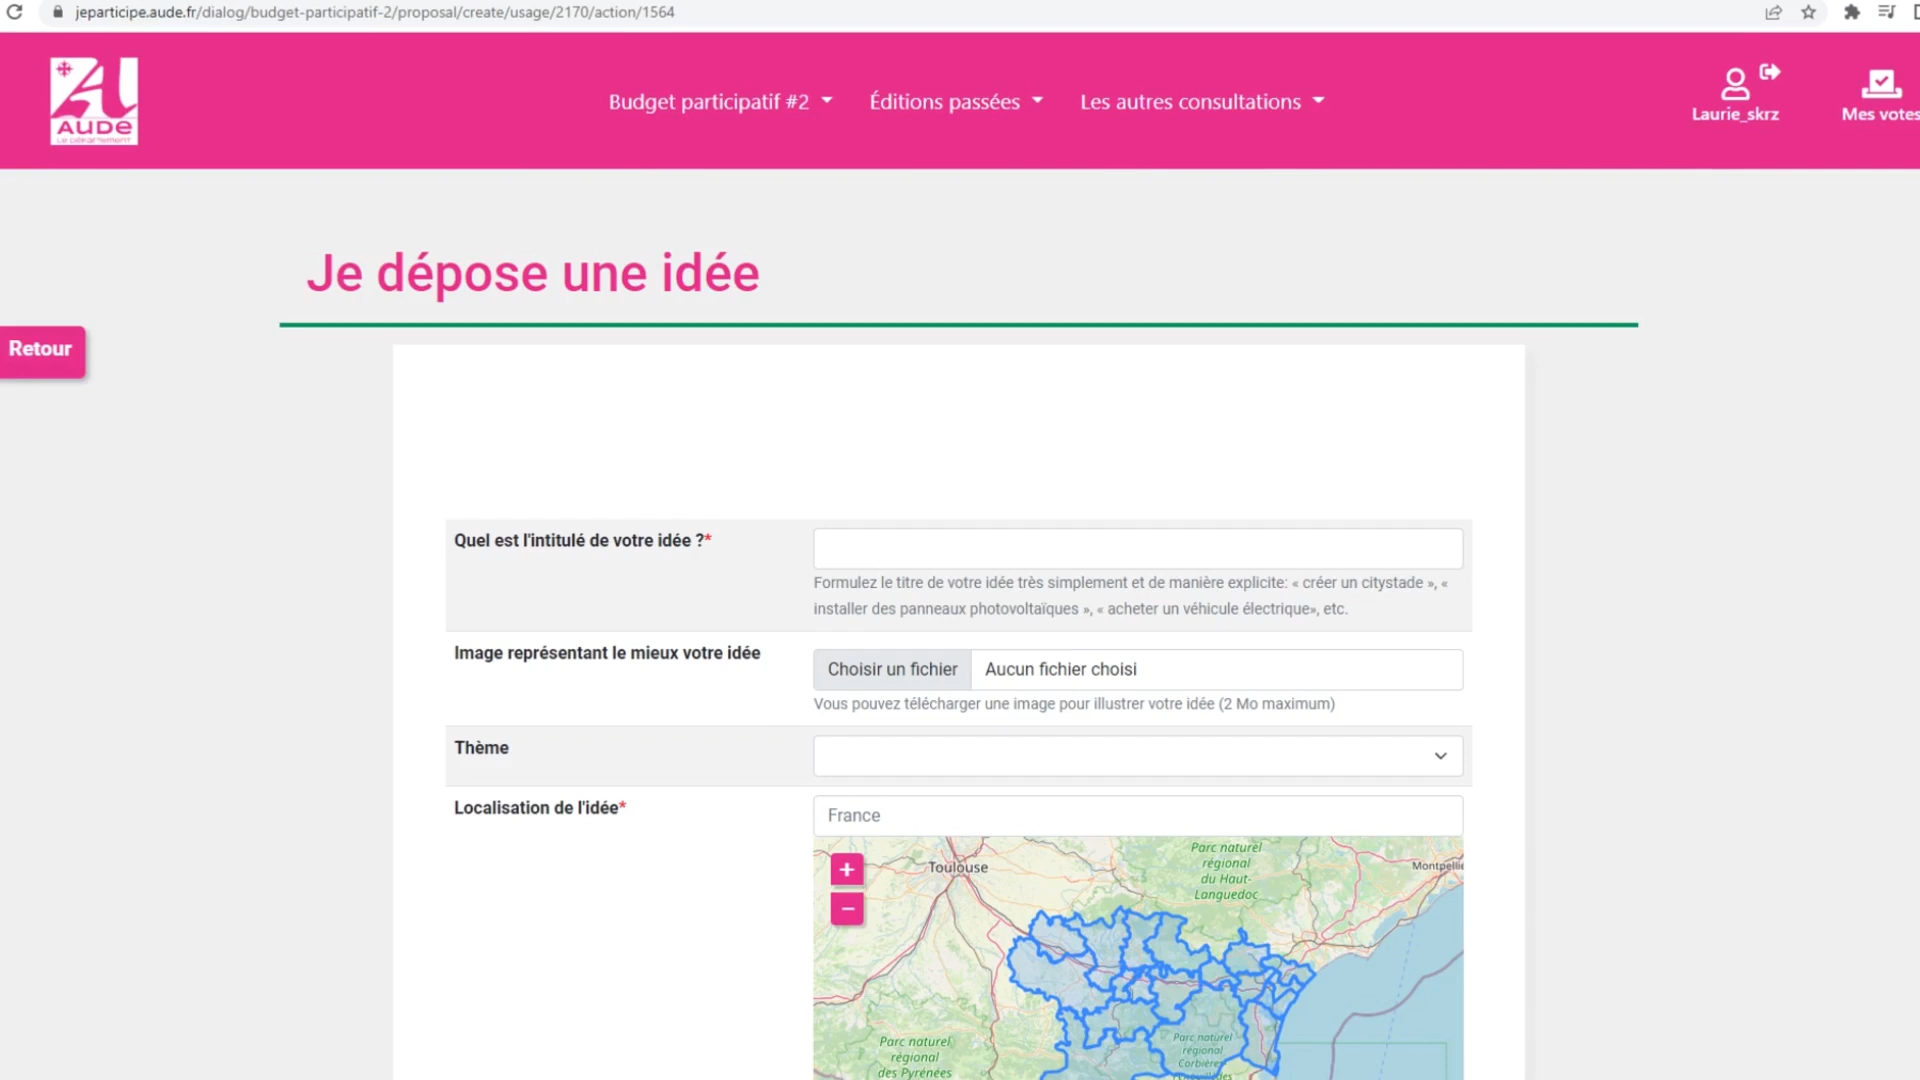 jeparticipe.aude.fr/dialog/budget-participatif-2/proposal/create/usage/2170/action/1564
AUDE
LE DÉPARTEMENT
Budget participatif #2
Éditions passées
Les autres consultations
Laurie_skrz
Mes votes
Je dépose une idée
Retour
Quel est l'intitulé de votre idée ?*
Formulez le titre de votre idée très simplement et de manière explicite: « créer un citystade », «
installer des panneaux photovoltaïques », « acheter un véhicule électrique», etc.
Image représentant le mieux votre idée
Choisir un fichier
Aucun fichier choisi
Vous pouvez télécharger une image pour illustrer votre idée (2 Mo maximum)
Thème
Localisation de l'idée*
France
+
−
Toulouse
Parc naturel
régional
du Haut-
Languedoc
Parc naturel
régional
des Pyrénées
Parc naturel
régional